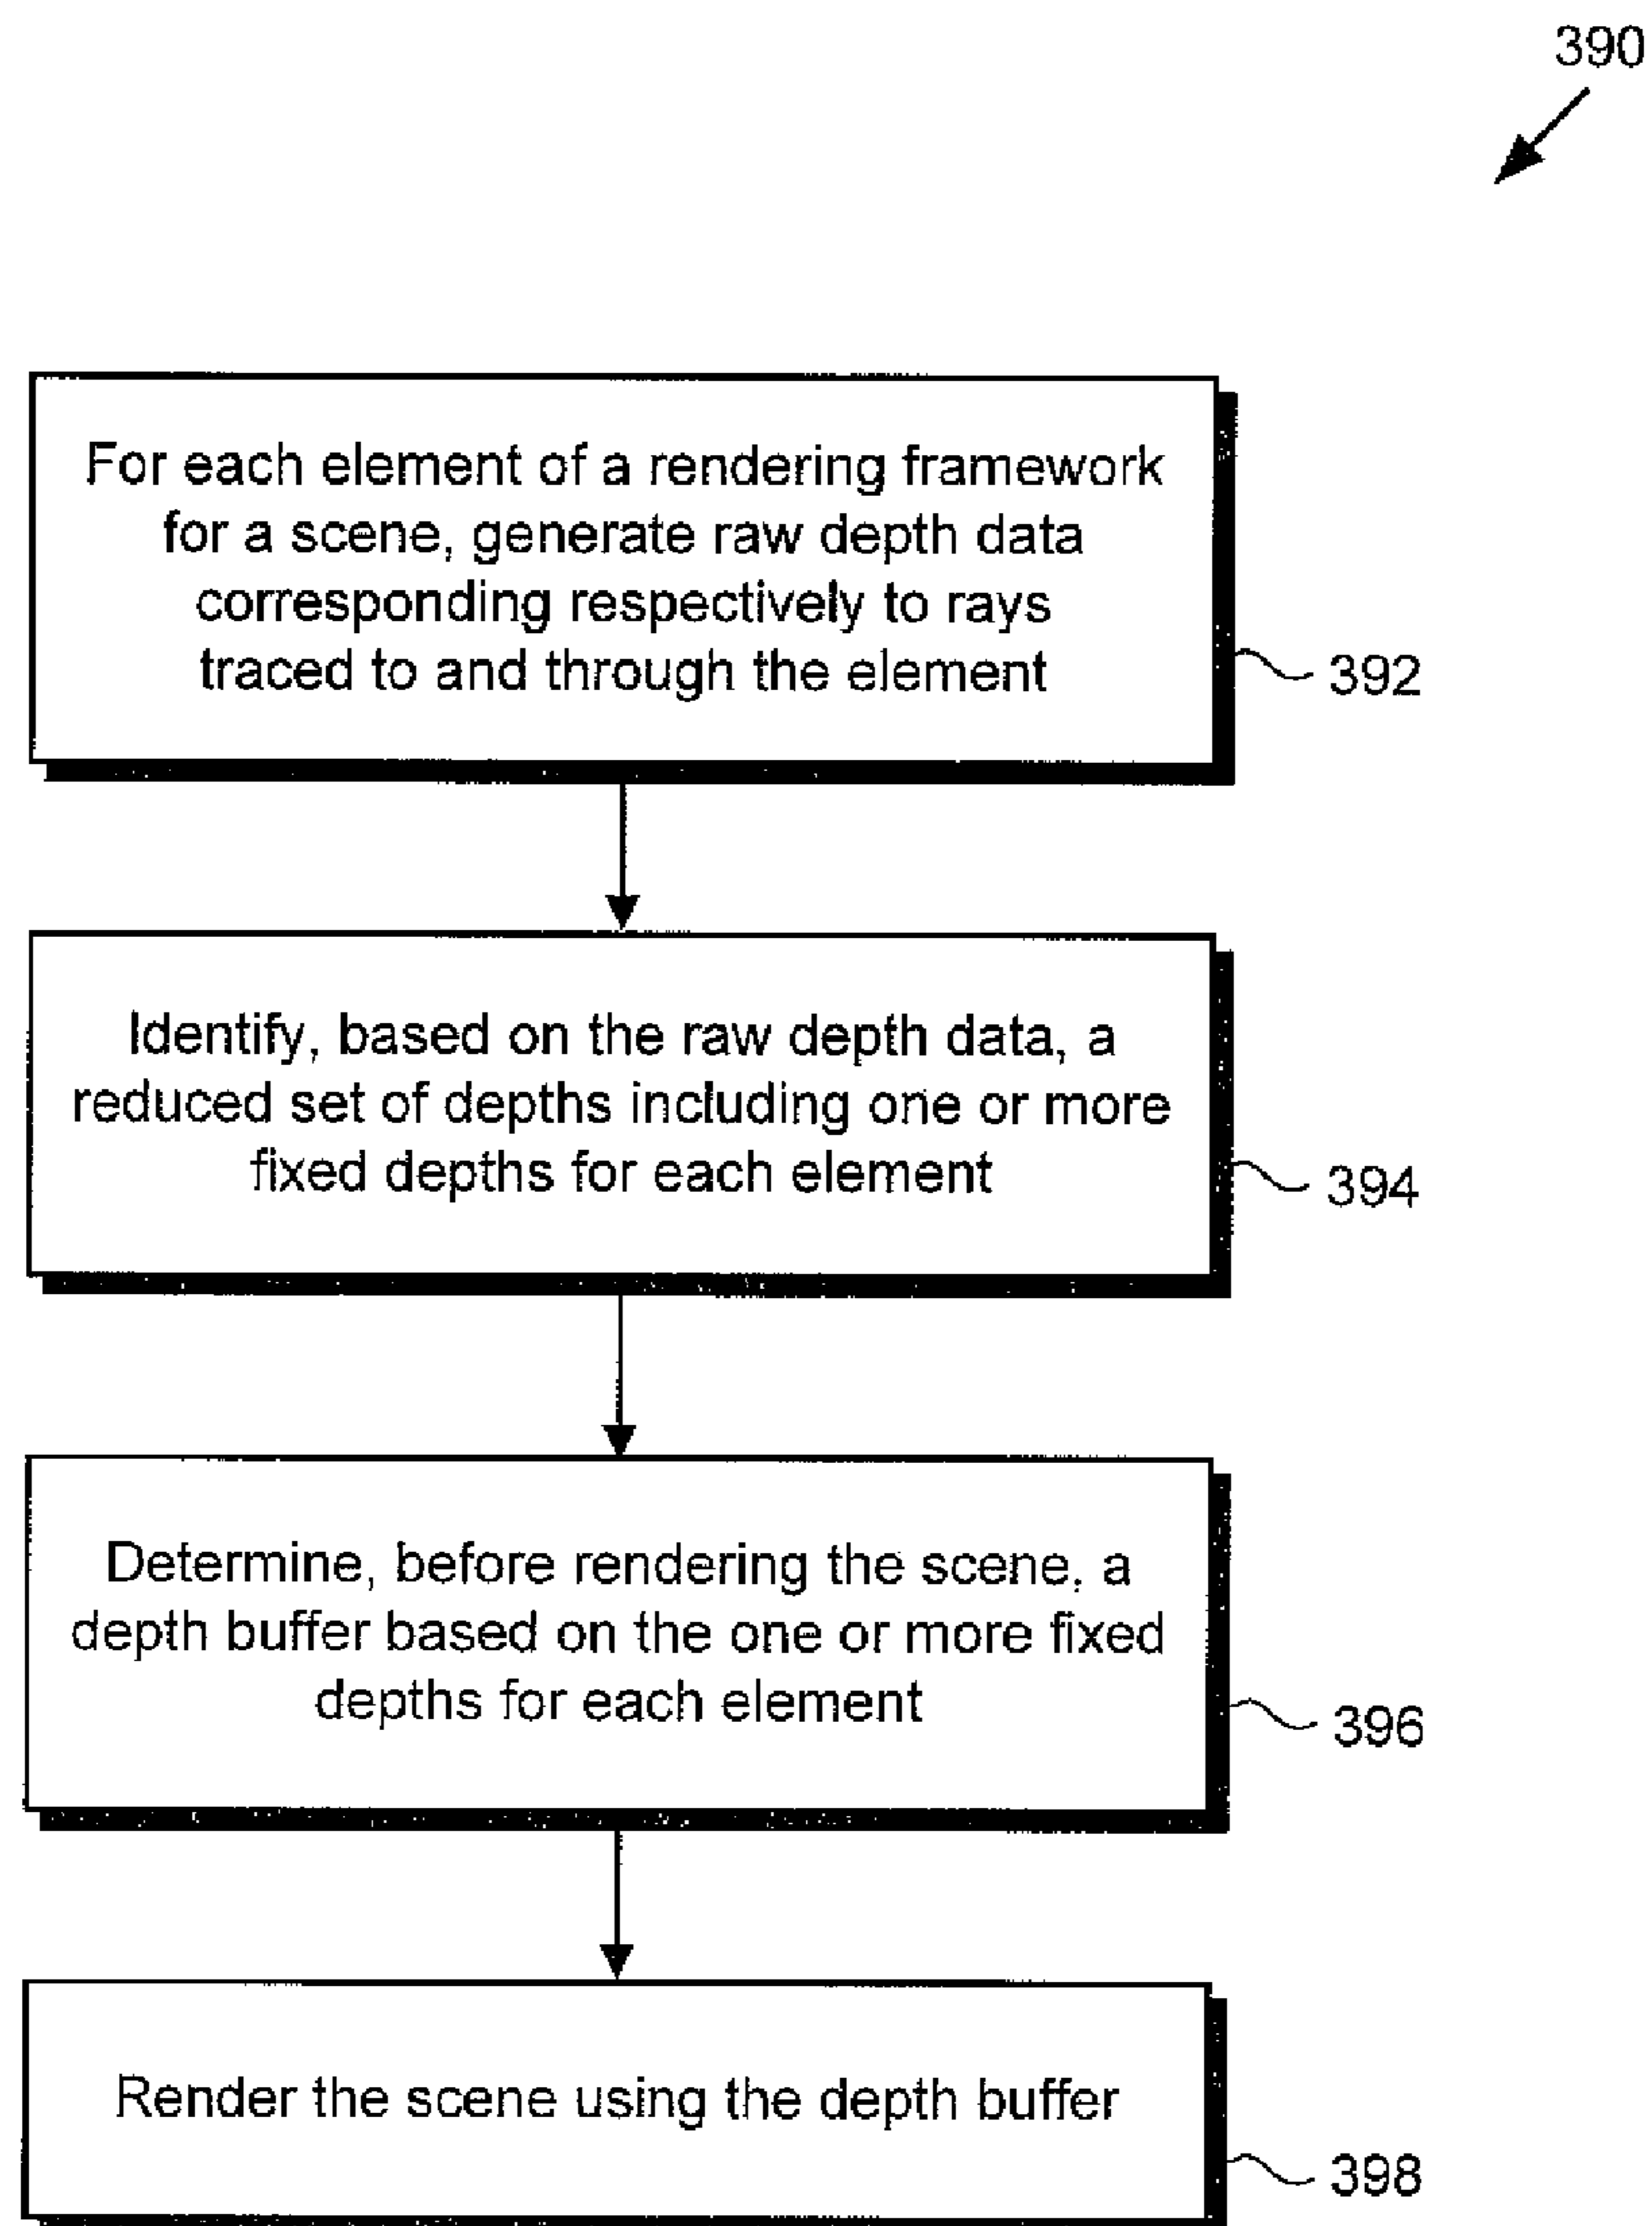 390
For each element of a rendering framework
for a scene, generate raw depth data
corresponding respectively to rays
traced to and through the element
392
Identify, based on the raw depth data, a
reduced set of depths including one or more
fixed depths for each element
394
Determine, before rendering the scene, a
depth buffer based on the one or more fixed
depths for each element
396
Render the scene using the depth buffer
398